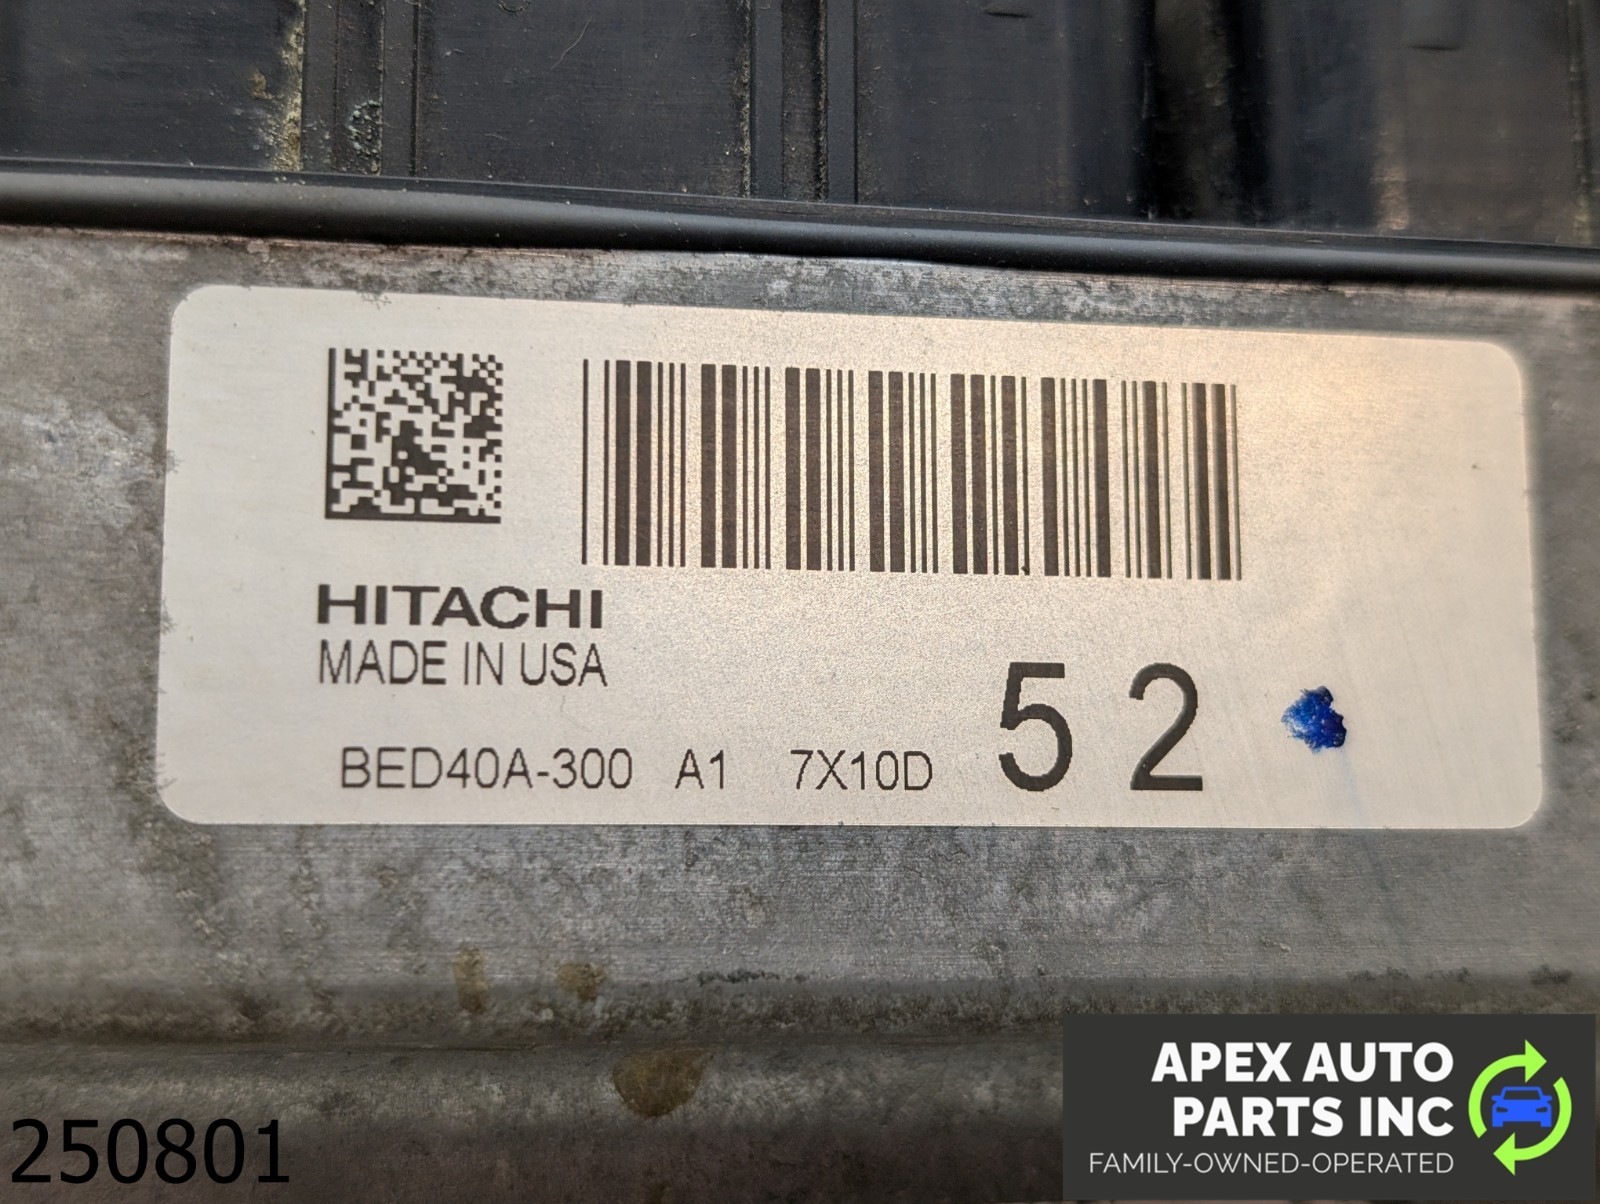 HITACHI
MADE IN USA
BED40A-300 A1 7X10D 52
250801
APEX AUTO
PARTS INC
FAMILY-OWNED-OPERATED